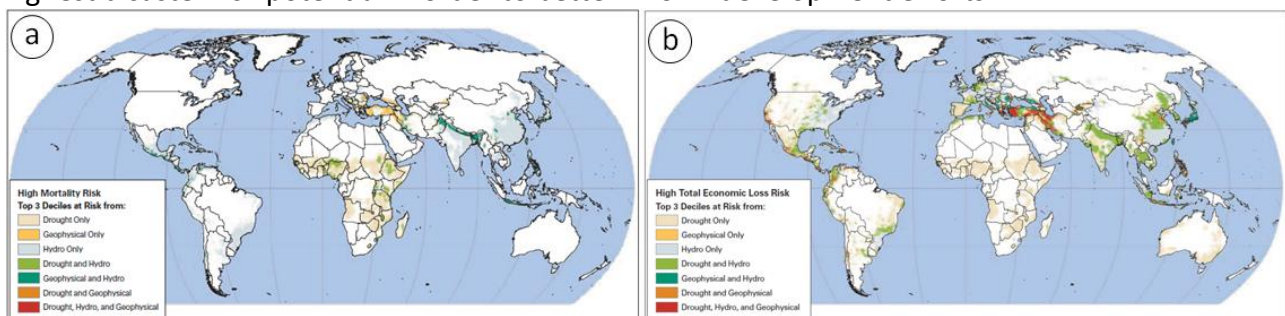 a
b
High Mortality Risk
Top 3 Deciles at Risk from:
Drought Only
Geophysical Only
Hydro Only
Drought and Hydro
Geophysical and Hydro
Drought and Geophysical
Drought, Hydro, and Geophysical
High Total Economic Loss Risk
Top 3 Deciles at Risk from:
Drought Only
Geophysical Only
Hydro Only
Drought and Hydro
Geophysical and Hydro
Drought and Geophysical
Drought, Hydro, and Geophysical